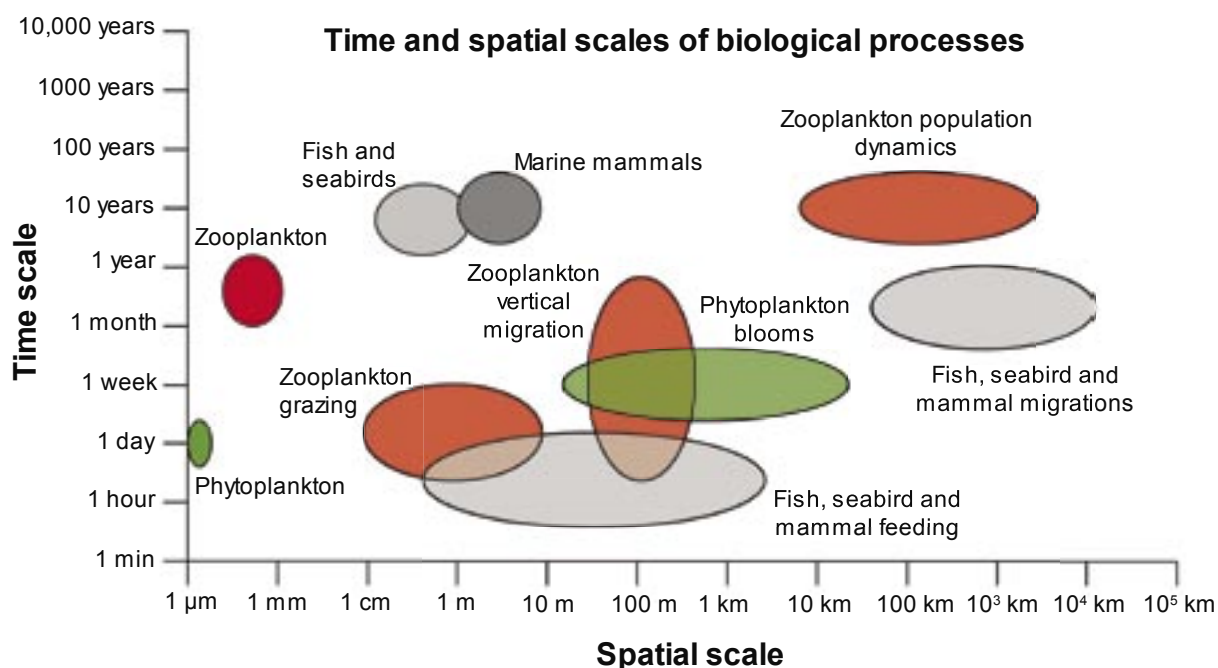 Time and spatial scales of biological processes
10,000 years
1000 years
100 years
10 years
1 year
1 month
1 week
1 day
1 hour
1 min
Time scale
Zooplankton population
dynamics
Fish and
seabirds
Marine mammals
Zooplankton
Zooplankton
vertical
migration
Phytoplankton
blooms
Zooplankton
grazing
Fish, seabird and
mammal migrations
Phytoplankton
Fish, seabird and
mammal feeding
1 µm 1 mm 1 cm 1 m 10 m 100 m 1 km 10 km 100 km 10³ km 10⁴ km 10⁵ km
Spatial scale